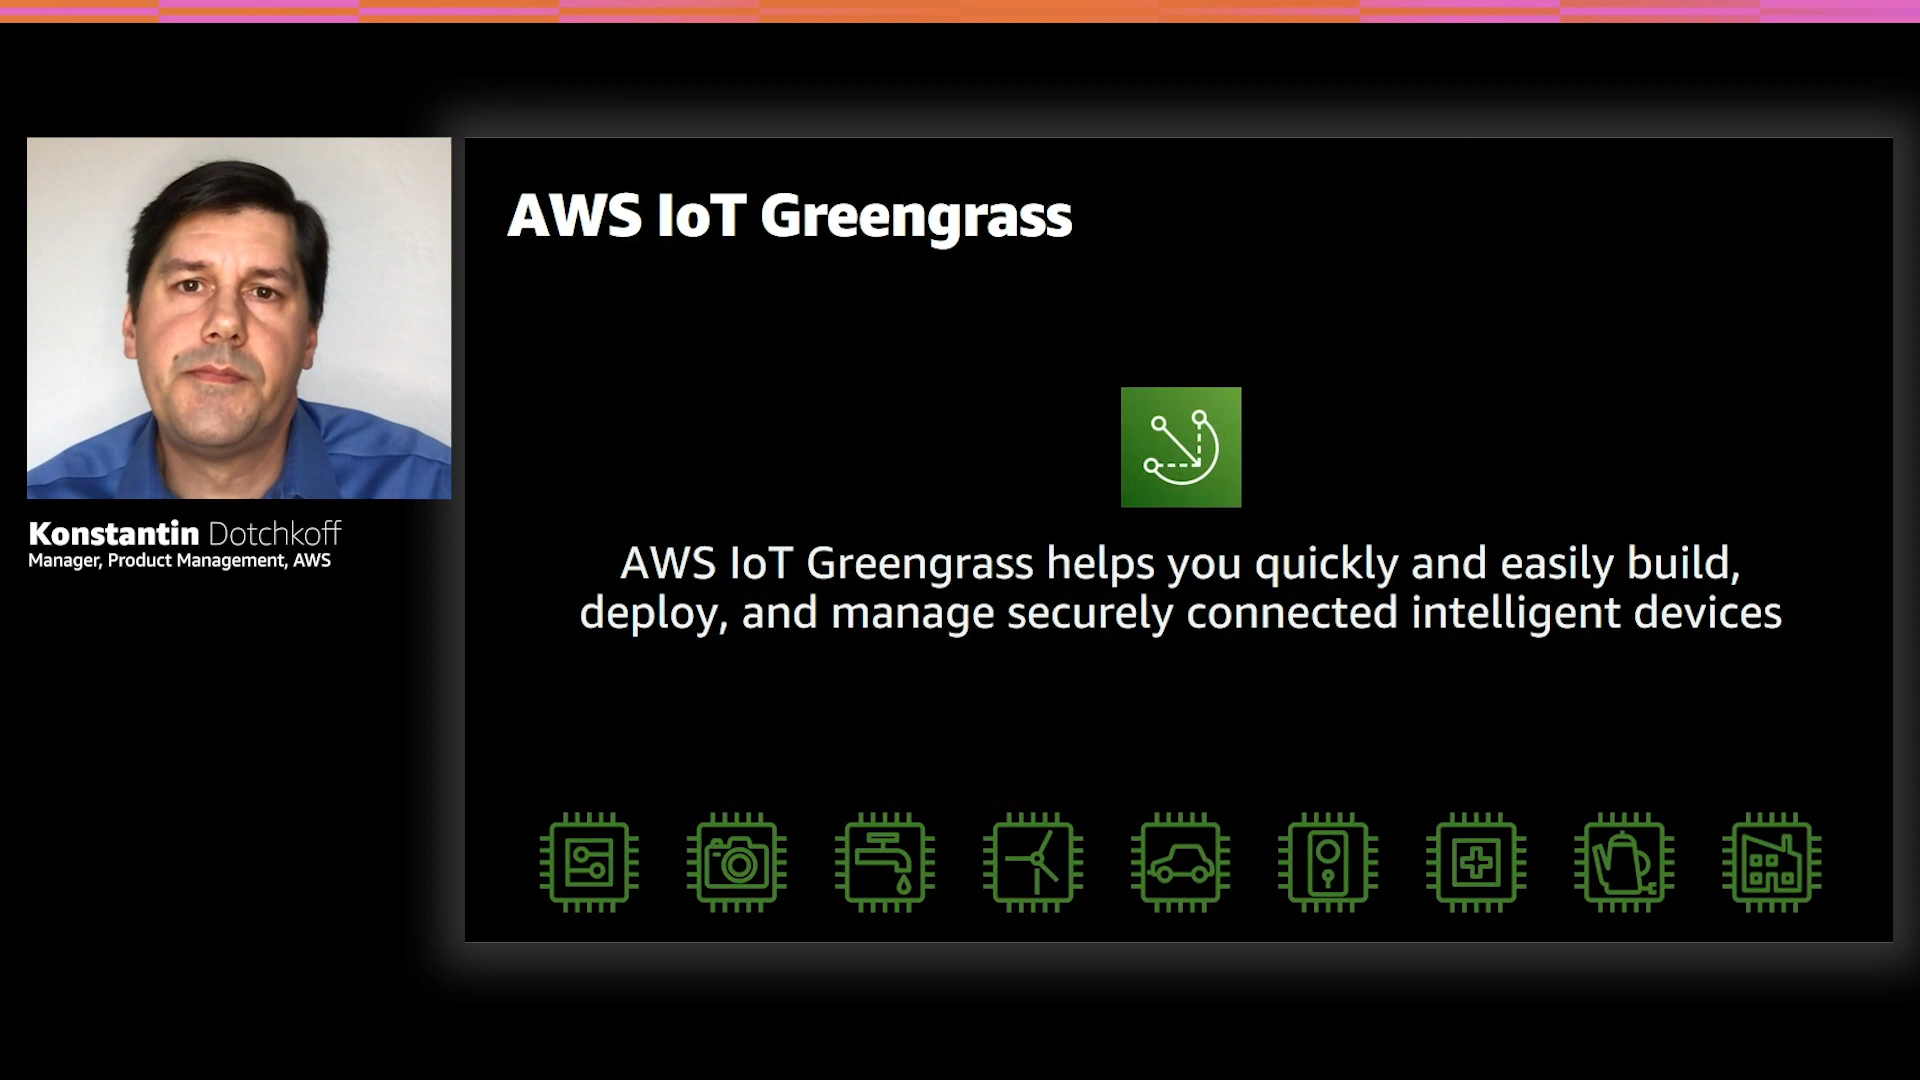 AWS IoT Greengrass
Konstantin Dotchkoff
Manager, Product Management, AWS
AWS IoT Greengrass helps you quickly and easily build,
deploy, and manage securely connected intelligent devices